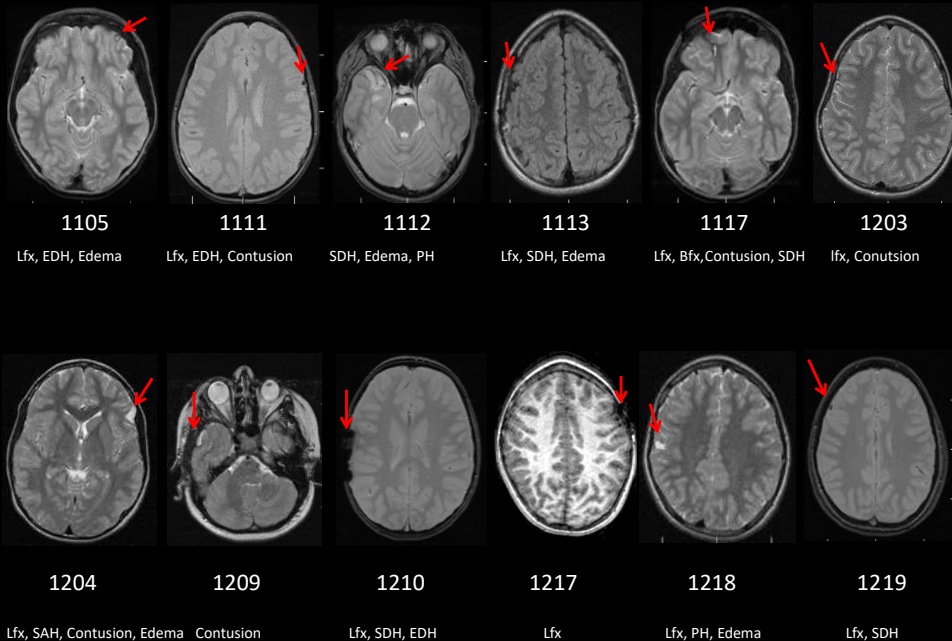 1105 1111 1112 1113 1117 1203
Lfx, EDH, Edema Lfx, EDH, Contusion SDH, Edema, PH Lfx, SDH, Edema Lfx, Bfx,Contusion, SDH lfx, Conutsion
1204 1209 1210 1217 1218 1219
Lfx, SAH, Contusion, Edema Contusion Lfx, SDH, EDH Lfx Lfx, PH, Edema Lfx, SDH